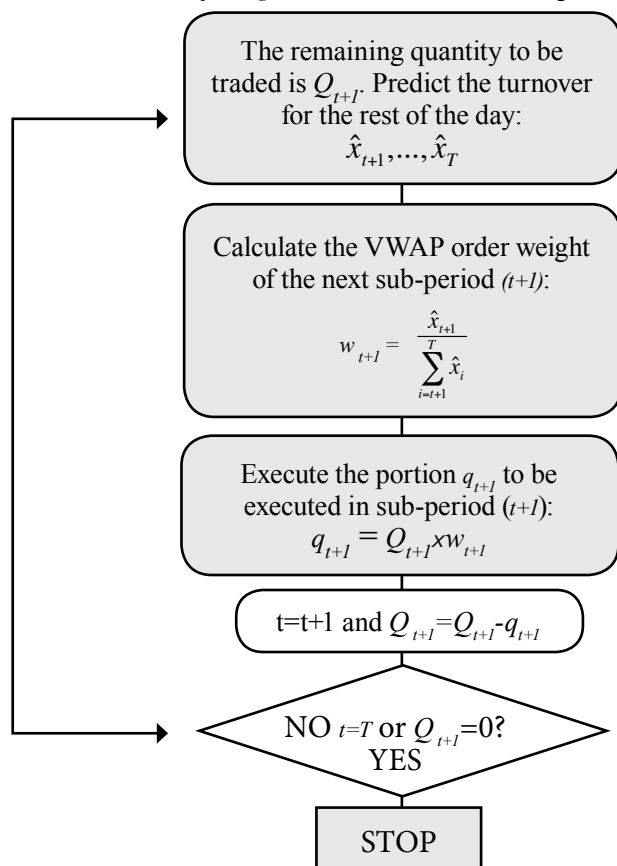 The remaining quantity to be
traded is Q_{t+1}. Predict the turnover
for the rest of the day:
x̂_{t+1},...,x̂_T
Calculate the VWAP order weight
of the next sub-period (t+1):
w_{t+1} = x̂_{t+1} / ∑_{i=t+1}^{T} x̂_i
Execute the portion q_{t+1} to be
executed in sub-period (t+1):
q_{t+1} = Q_{t+1}xw_{t+1}
t=t+1 and Q_{t+1}=Q_{t+1}-q_{t+1}
NO t=T or Q_{t+1}=0?
YES
STOP